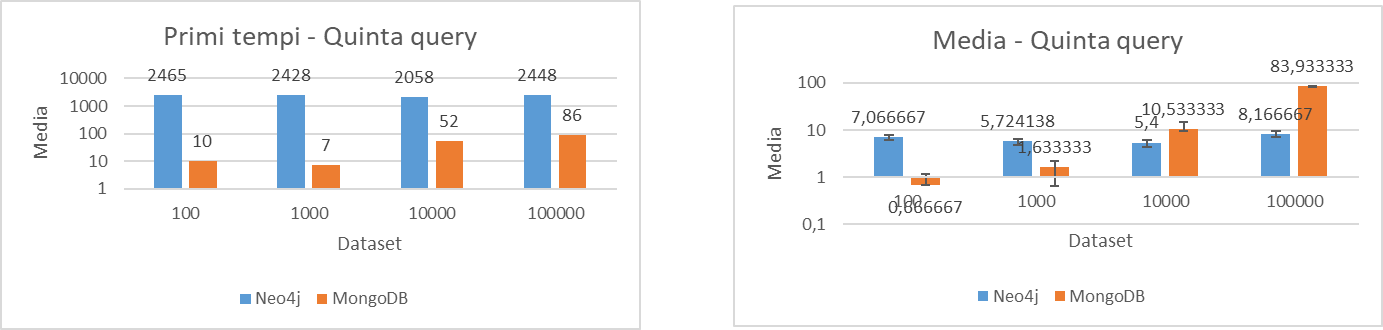 Primi tempi - Quinta query
2465 2428 2058 2448
10000
1000
100
10
1
10 7 52 86
Media
100 1000 10000 100000
Dataset
Neo4j MongoDB
Media - Quinta query
83,933333
100
10
1
0,1
7,066667 5,724138 1,633333 5,4 10,533333 8,166667
0,666667
Media
100 1000 10000 100000
Dataset
Neo4j MongoDB